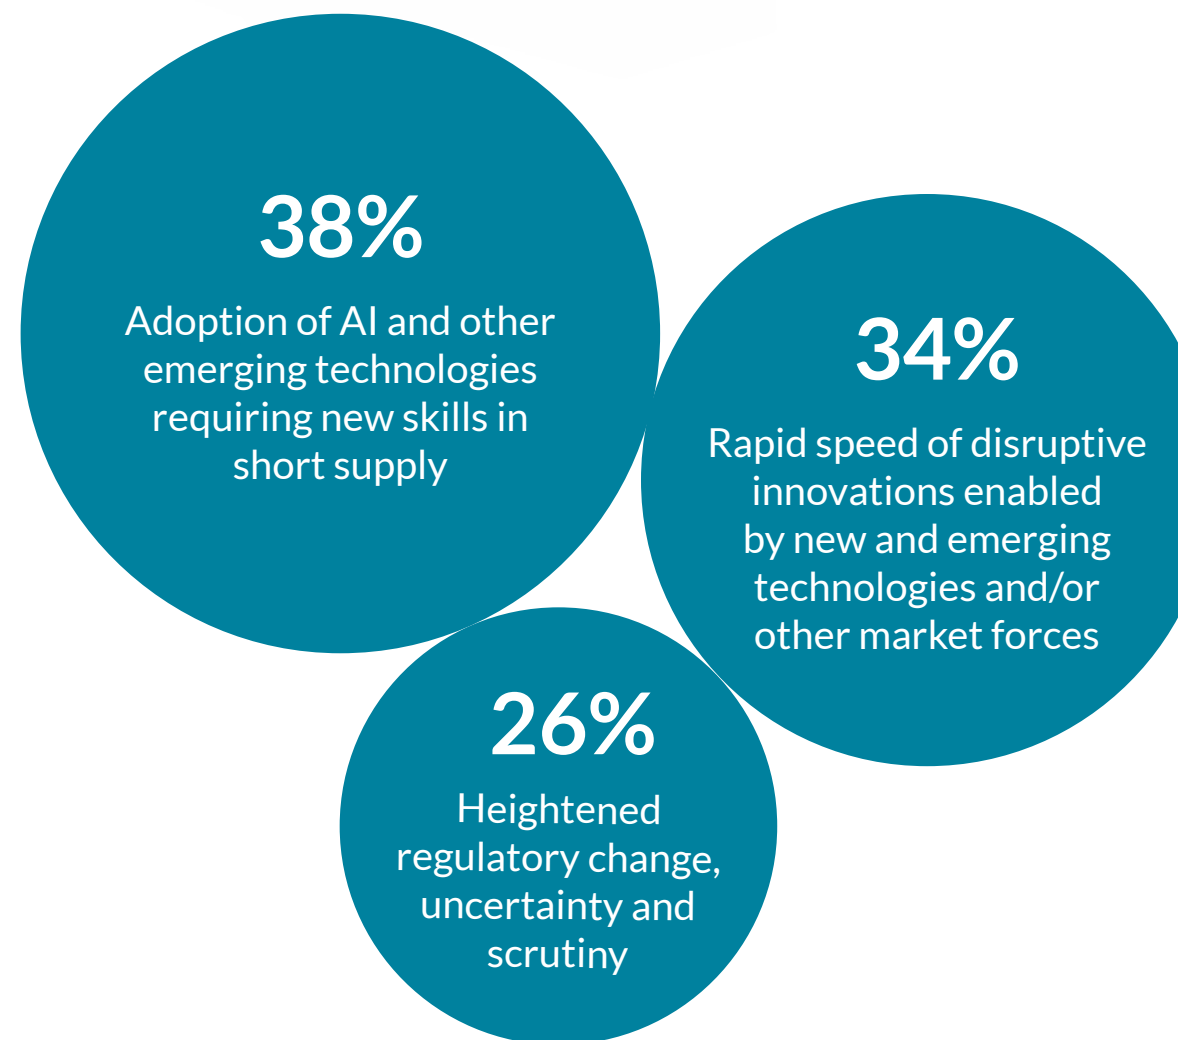 38%
Adoption of AI and other
emerging technologies
requiring new skills in
short supply
34%
Rapid speed of disruptive
innovations enabled
by new and emerging
technologies and/or
other market forces
26%
Heightened
regulatory change,
uncertainty and
scrutiny